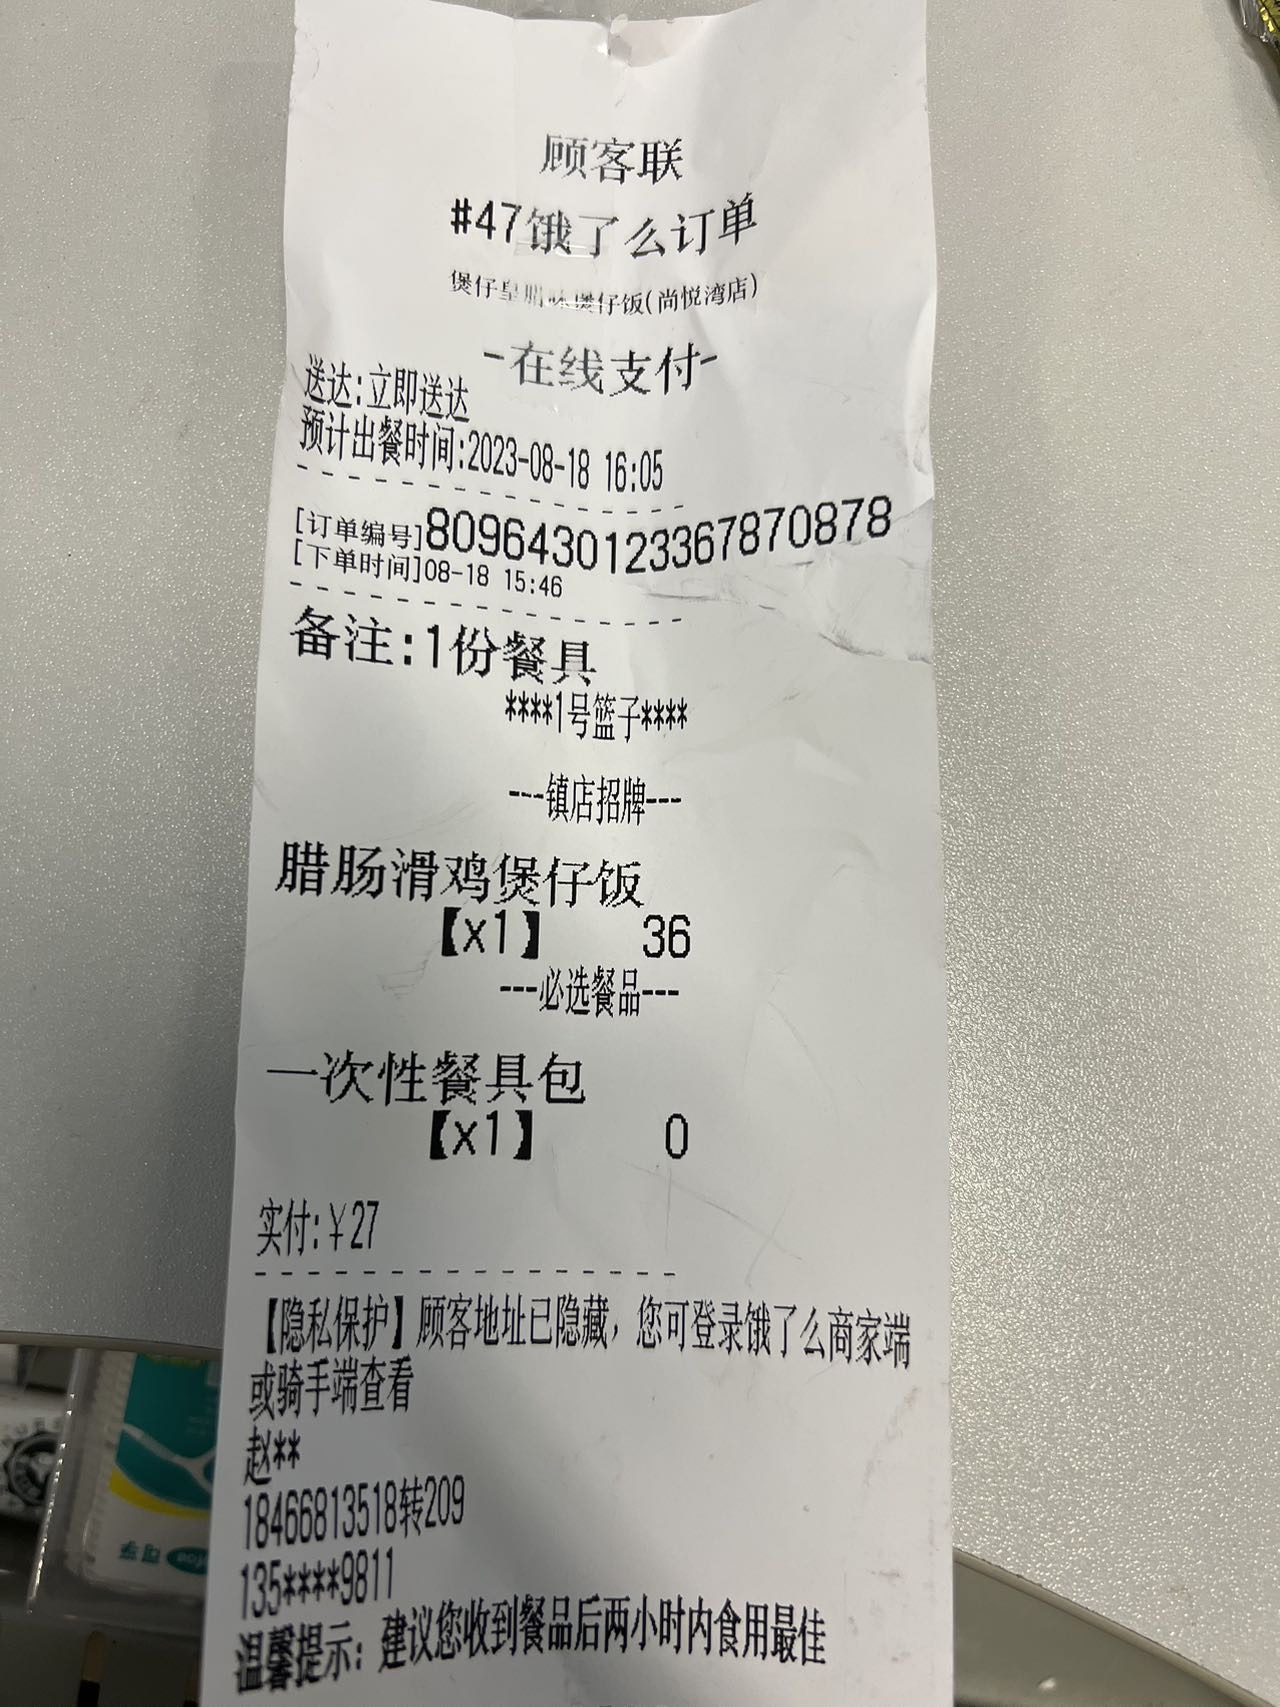 顾客联
#47饿了么订单
煲仔皇腊味煲仔饭(尚悦湾店)
-在线支付-
送达:立即送达
预计出餐时间:2023-08-18 16:05
[订单编号]8096430123367870878
[下单时间]08-18 15:46
备注:1份餐具
****1号篮子****
---镇店招牌---
腊肠滑鸡煲仔饭
【x1】 36
---必选餐品---
一次性餐具包
【x1】 0
实付:¥27
【隐私保护】顾客地址已隐藏，您可登录饿了么商家端
或骑手端查看
赵**
18466813518转209
135****9811
温馨提示：建议您收到餐品后两小时内食用最佳
可孚